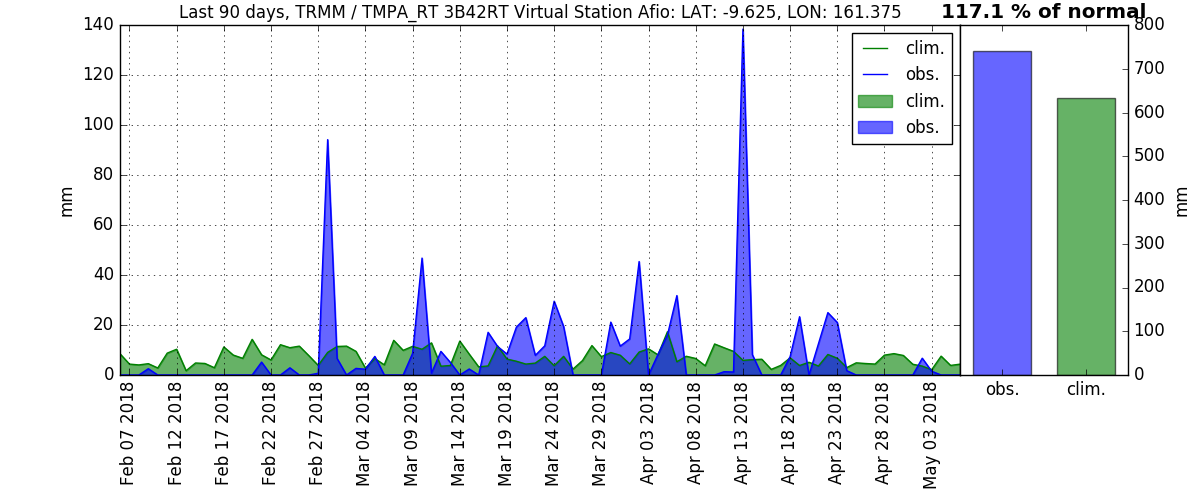 Last 90 days, TRMM / TMPA_RT 3B42RT Virtual Station Afio: LAT: -9.625, LON: 161.375
117.1 % of normal
140
120
100
80
60
40
20
0
mm
clim.
obs.
clim.
obs.
Feb 07 2018
Feb 12 2018
Feb 17 2018
Feb 22 2018
Feb 27 2018
Mar 04 2018
Mar 09 2018
Mar 14 2018
Mar 19 2018
Mar 24 2018
Mar 29 2018
Apr 03 2018
Apr 08 2018
Apr 13 2018
Apr 18 2018
Apr 23 2018
Apr 28 2018
May 03 2018
800
700
600
500
400
300
200
100
0
mm
obs.
clim.